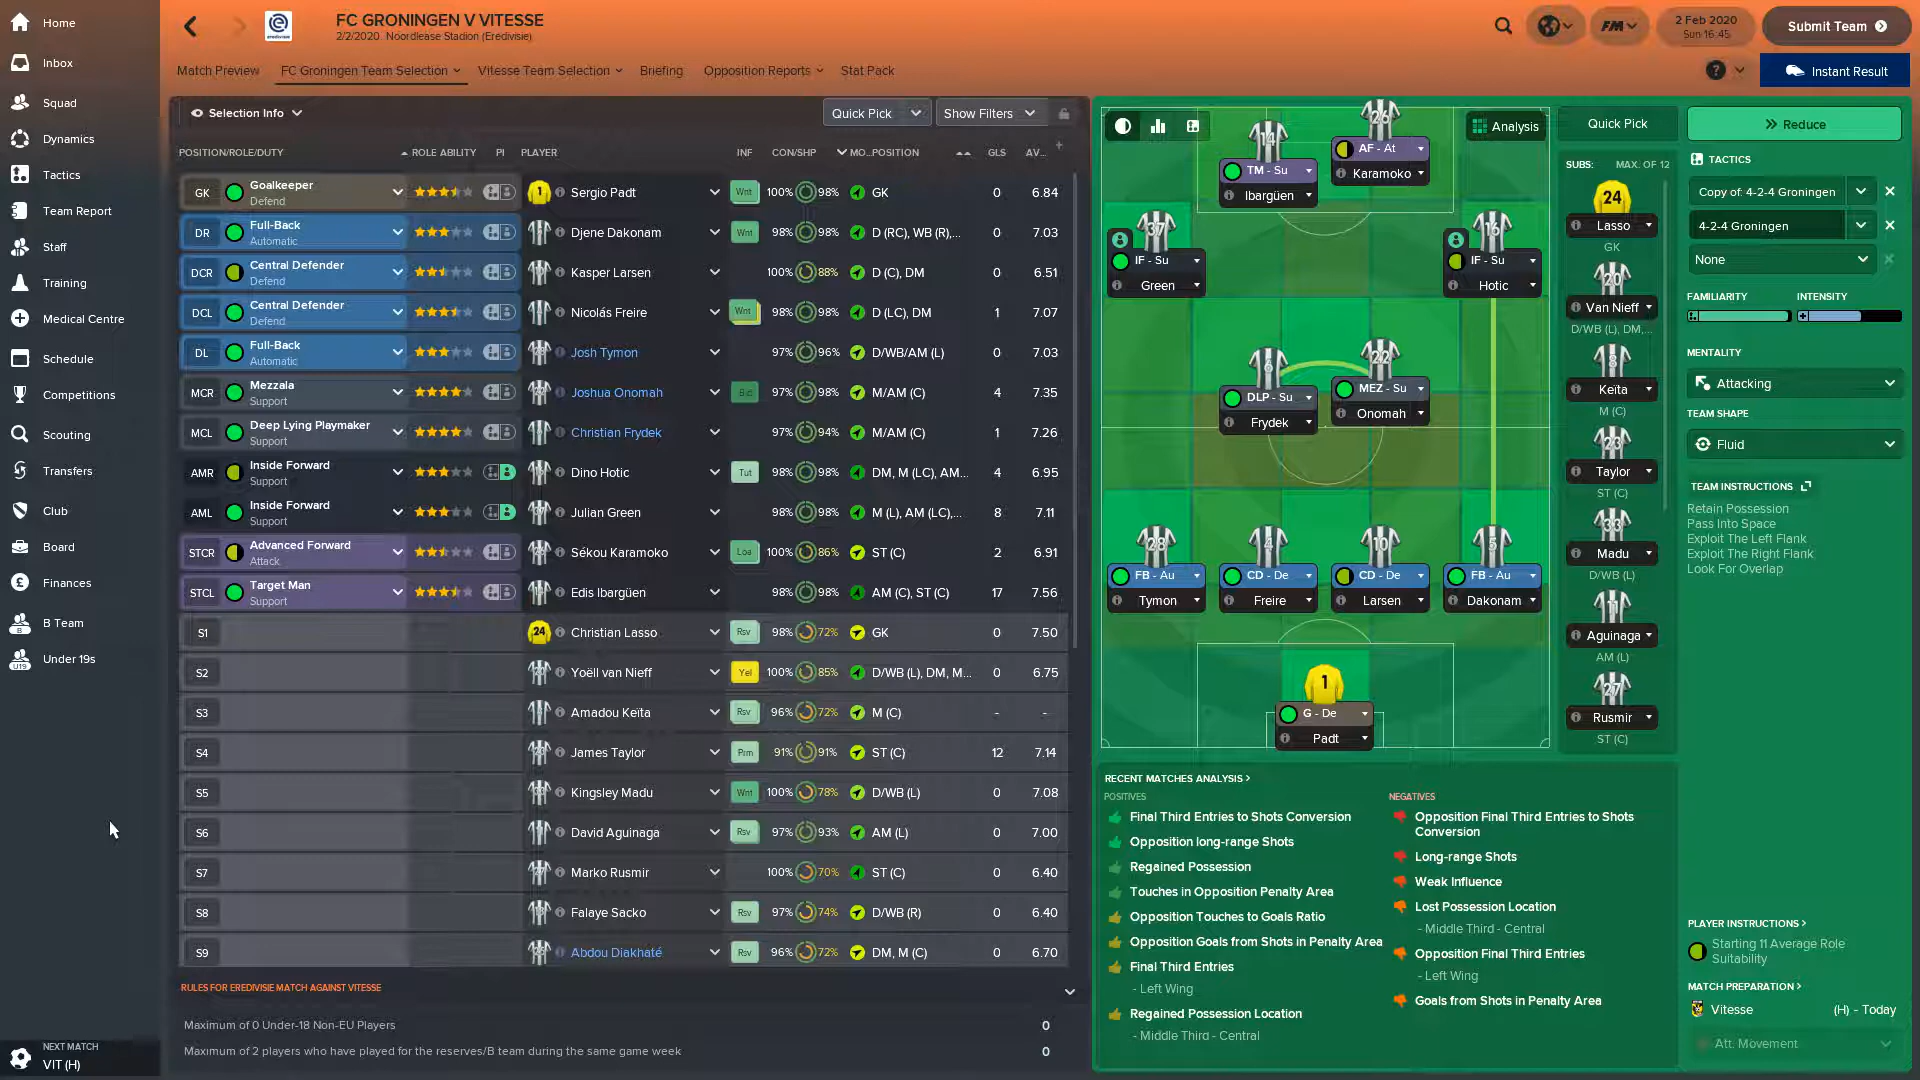 Home
Inbox
Squad
Dynamics
Tactics
Team Report
Staff
Training
Medical Centre
Schedule
Competitions
Scouting
Transfers
Club
Board
Finances
B Team
Under 19s
NEXT MATCH
VIT (H)
FC GRONINGEN V VITESSE
2/2/2020 Noordlease Stadion (Eredivisie)
FM
2 Feb 2020
Sun 16:45
Submit Team
Match Preview
FC Groningen Team Selection
Vitesse Team Selection
Briefing
Opposition Reports
Stat Pack
?
Instant Result
Selection Info
Quick Pick
Show Filters
POSITION/ROLE/DUTY ROLE ABILITY PI PLAYER INF CON/SHP MO... POSITION GLS AV...
GK Goalkeeper Defend 1 Sergio Padt Wnt 100% 98% GK 0 6.84
DR Full-Back Automatic Djene Dakonam Wnt 98% 98% D (RC), WB (R),... 0 7.03
DCR Central Defender Defend Kasper Larsen 100% 88% D (C), DM 0 6.51
DCL Central Defender Defend Nicolás Freire Wnt 98% 98% D (LC), DM 1 7.07
DL Full-Back Automatic Josh Tymon 97% 96% D/WB/AM (L) 0 7.03
MCR Mezzala Support Joshua Onomah 97% 98% M/AM (C) 4 7.35
MCL Deep Lying Playmaker Support Christian Frydek 97% 94% M/AM (C) 1 7.26
AMR Inside Forward Support Dino Hotic Tut 98% 98% DM, M (LC), AM... 4 6.95
AML Inside Forward Support Julian Green 98% 98% M (L), AM (LC),... 8 7.11
STCR Advanced Forward Attack Sékou Karamoko Loa 100% 86% ST (C) 2 6.91
STCL Target Man Support Edis Ibargüen 98% 98% AM (C), ST (C) 17 7.56
S1 24 Christian Lasso Rsv 98% 72% GK 0 7.50
S2 Yoëll van Nieff Yel 100% 85% D/WB (L), DM, M... 0 6.75
S3 Amadou Keïta Rsv 96% 72% M (C) - -
S4 James Taylor Prm 91% 91% ST (C) 12 7.14
S5 Kingsley Madu Wnt 100% 78% D/WB (L) 0 7.08
S6 David Aguinaga Rsv 97% 93% AM (L) 0 7.00
S7 Marko Rusmir 100% 70% ST (C) 0 6.40
S8 Falaye Sacko Rsv 97% 74% D/WB (R) 0 6.40
S9 Abdou Diakhaté Rsv 96% 72% DM, M (C) 0 6.70
RULES FOR EREDIVISIE MATCH AGAINST VITESSE
Maximum of 0 Under-18 Non-EU Players 0
Maximum of 2 players who have played for the reserves/B team during the same game week 0
Analysis
14 26
TM - Su AF - At
Ibargüen Karamoko
37 16
IF - Su IF - Su
Green Hotic
6 22
DLP - Su MEZ - Su
Frydek Onomah
28 4 10 5
FB - Au CD - De CD - De FB - Au
Tymon Freire Larsen Dakonam
1
G - De
Padt
Quick Pick
SUBS: MAX. OF 12
24
Lasso
GK
20
Van Nieff
D/WB (L), DM,...
8
Keïta
M (C)
23
Taylor
ST (C)
33
Madu
D/WB (L)
11
Aguinaga
AM (L)
27
Rusmir
ST (C)
Reduce
TACTICS
Copy of: 4-2-4 Groningen
4-2-4 Groningen
None
FAMILIARITY INTENSITY
MENTALITY
Attacking
TEAM SHAPE
Fluid
TEAM INSTRUCTIONS
Retain Possession
Pass Into Space
Exploit The Left Flank
Exploit The Right Flank
Look For Overlap
PLAYER INSTRUCTIONS >
Starting 11 Average Role
Suitability
MATCH PREPARATION >
Vitesse (H) - Today
Att. Movement
RECENT MATCHES ANALYSIS >
POSITIVES
Final Third Entries to Shots Conversion
Opposition long-range Shots
Regained Possession
Touches in Opposition Penalty Area
Opposition Touches to Goals Ratio
Opposition Goals from Shots in Penalty Area
Final Third Entries
- Left Wing
Regained Possession Location
- Middle Third - Central
NEGATIVES
Opposition Final Third Entries to Shots
Conversion
Long-range Shots
Weak Influence
Lost Possession Location
- Middle Third - Central
Opposition Final Third Entries
- Left Wing
Goals from Shots in Penalty Area